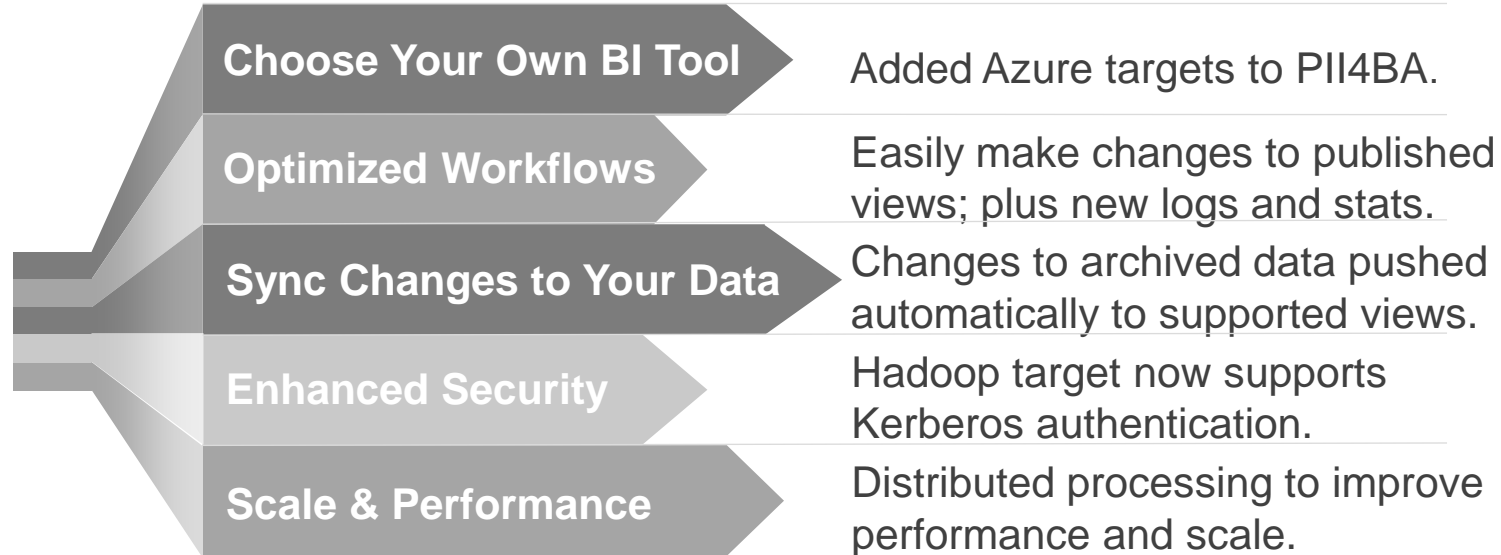 Choose Your Own BI Tool
Added Azure targets to PII4BA.
Optimized Workflows
Easily make changes to published
views; plus new logs and stats.
Sync Changes to Your Data
Changes to archived data pushed
automatically to supported views.
Enhanced Security
Hadoop target now supports
Kerberos authentication.
Scale & Performance
Distributed processing to improve
performance and scale.